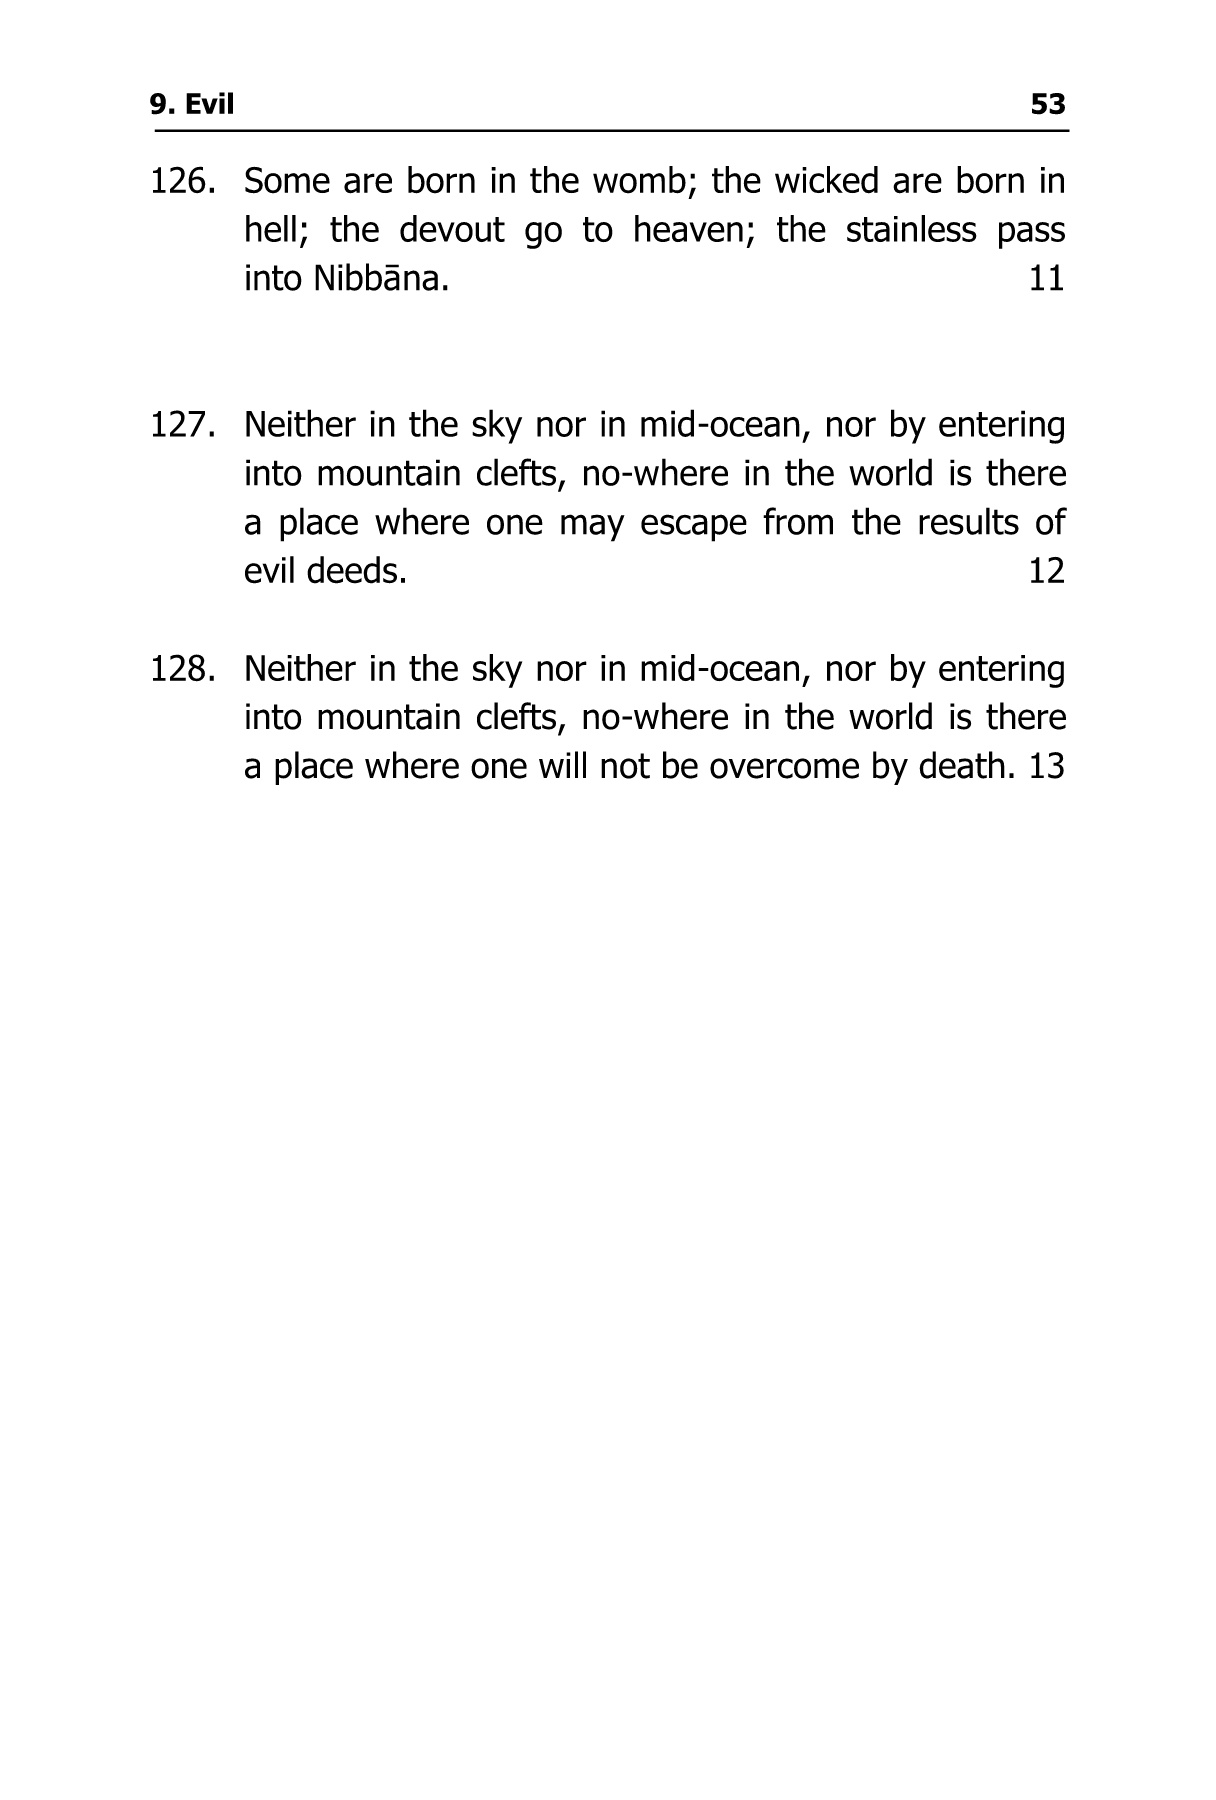 9. Evil 53
126. Some are born in the womb; the wicked are born in
hell; the devout go to heaven; the stainless pass
into Nibbāna. 11
127. Neither in the sky nor in mid-ocean, nor by entering
into mountain clefts, no-where in the world is there
a place where one may escape from the results of
evil deeds. 12
128. Neither in the sky nor in mid-ocean, nor by entering
into mountain clefts, no-where in the world is there
a place where one will not be overcome by death. 13